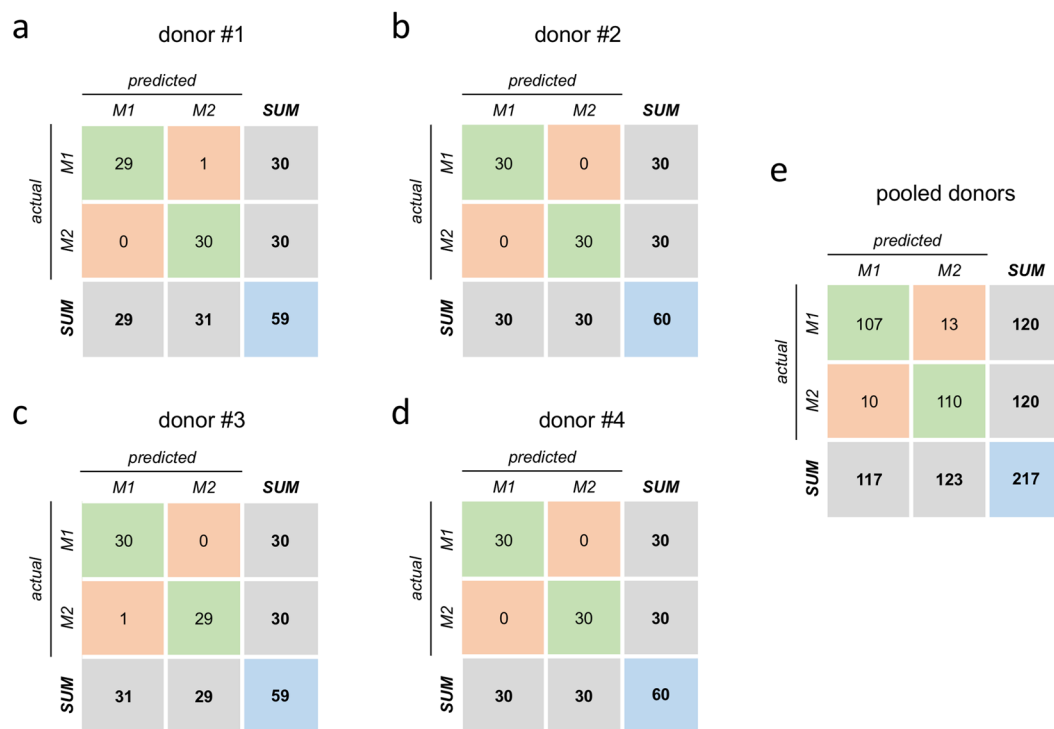 a
donor #1
predicted
M1 M2 SUM
actual
M1 29 1 30
M2 0 30 30
SUM 29 31 59
b
donor #2
predicted
M1 M2 SUM
actual
M1 30 0 30
M2 0 30 30
SUM 30 30 60
c
donor #3
predicted
M1 M2 SUM
actual
M1 30 0 30
M2 1 29 30
SUM 31 29 59
d
donor #4
predicted
M1 M2 SUM
actual
M1 30 0 30
M2 0 30 30
SUM 30 30 60
e
pooled donors
predicted
M1 M2 SUM
actual
M1 107 13 120
M2 10 110 120
SUM 117 123 217